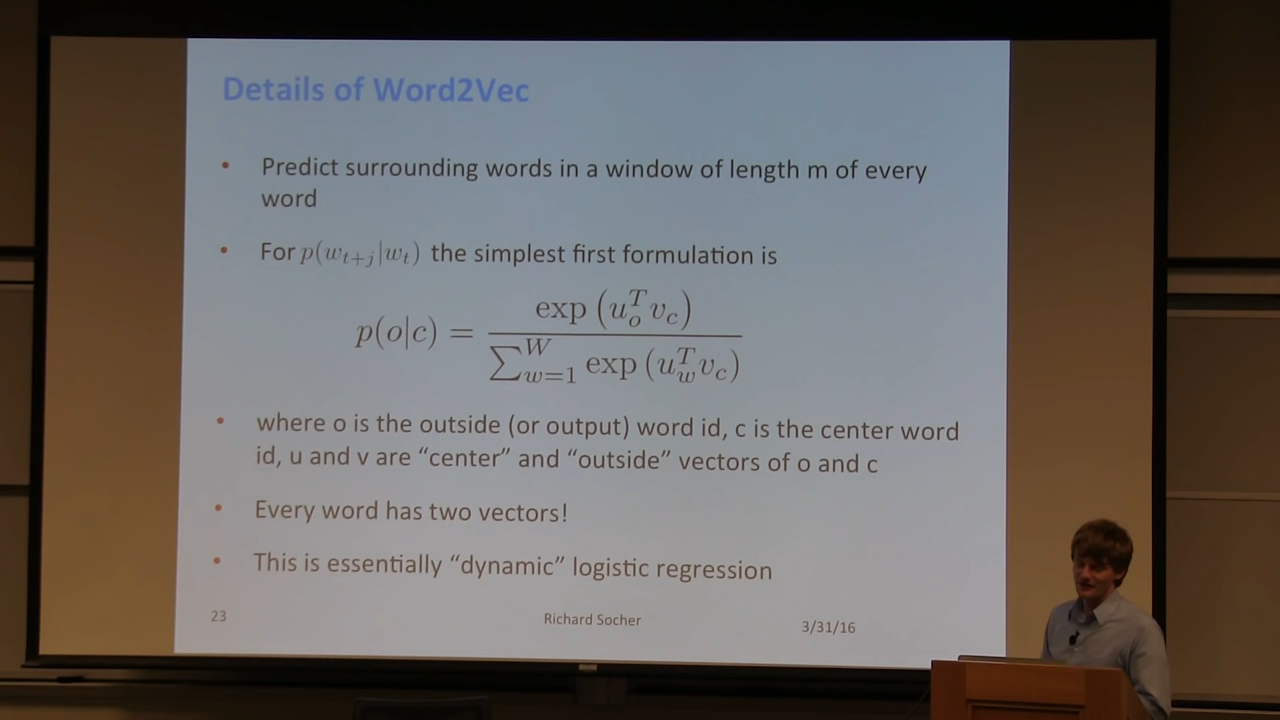 Details of Word2Vec
• Predict surrounding words in a window of length m of every
word
• For p(w_{t+j}|w_t) the simplest first formulation is
p(o|c) = \frac{\exp(u_o^T v_c)}{\sum_{w=1}^{W} \exp(u_w^T v_c)}
• where o is the outside (or output) word id, c is the center word
id, u and v are “center” and “outside” vectors of o and c
• Every word has two vectors!
• This is essentially “dynamic” logistic regression
23 Richard Socher 3/31/16